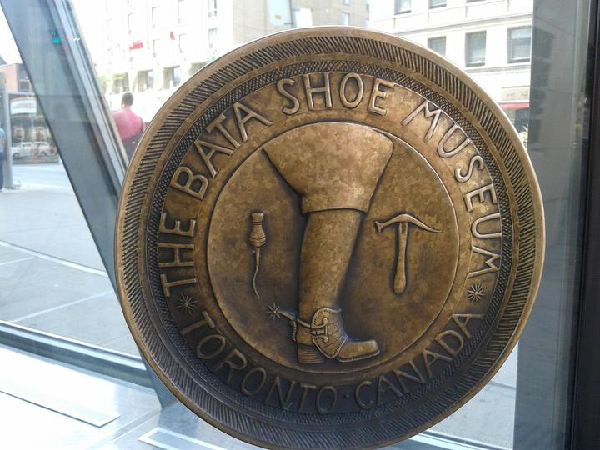 THE BATA SHOE MUSEUM
TORONTO · CANADA